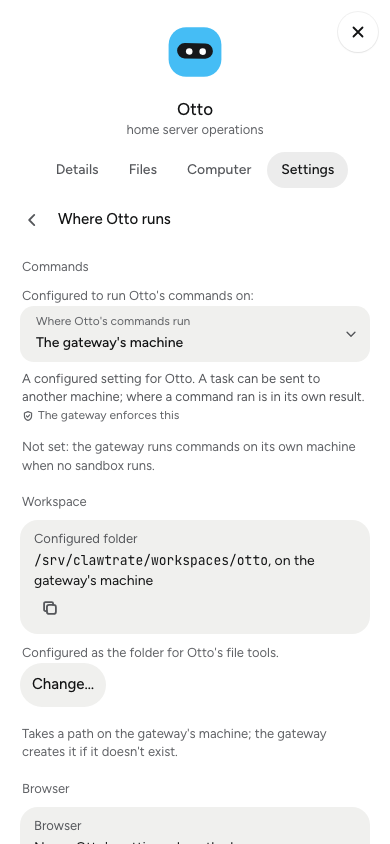 Otto
home server operations
Details
Files
Computer
Settings
Where Otto runs
Commands
Configured to run Otto's commands on:
Where Otto's commands run
The gateway's machine
A configured setting for Otto. A task can be sent to
another machine; where a command ran is in its own result.
The gateway enforces this
Not set: the gateway runs commands on its own machine
when no sandbox runs.
Workspace
Configured folder
/srv/clawtrate/workspaces/otto, on the
gateway's machine
Configured as the folder for Otto's file tools.
Change…
Takes a path on the gateway's machine; the gateway
creates it if it doesn't exist.
Browser
Browser